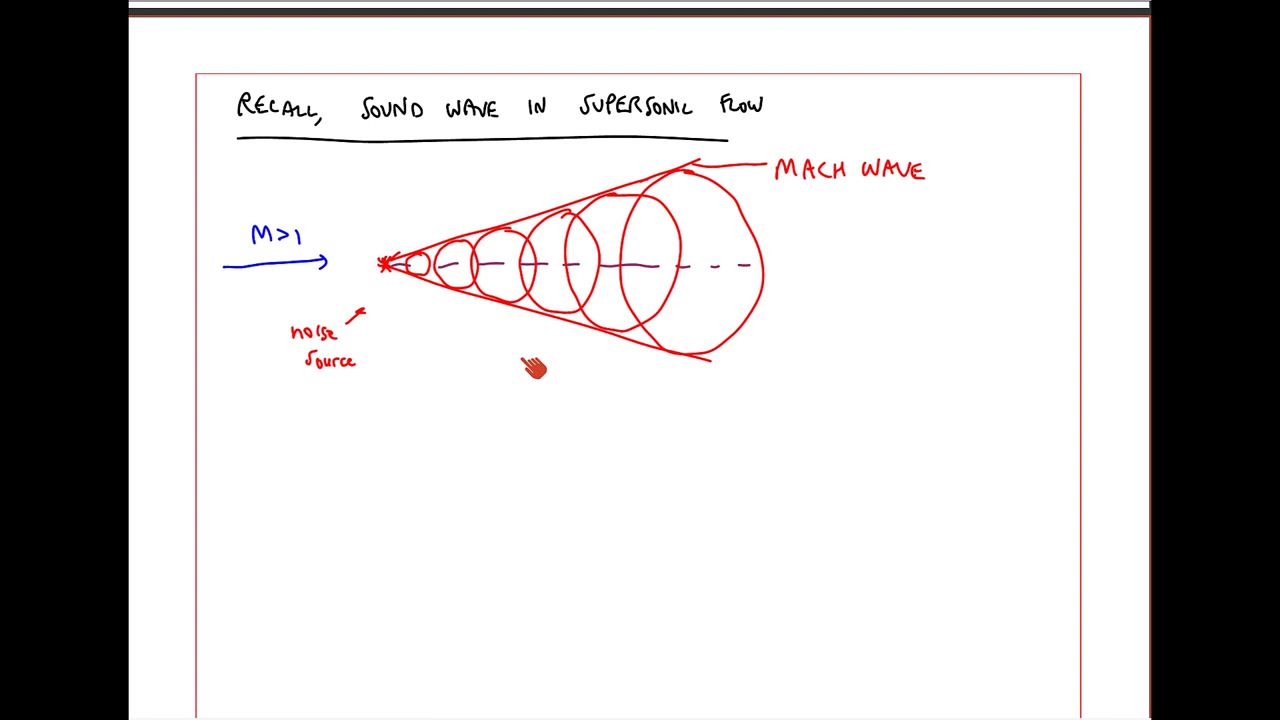 RECALL, SOUND WAVE IN SUPERSONIC FLOW
MACH WAVE
M>1
noise
source